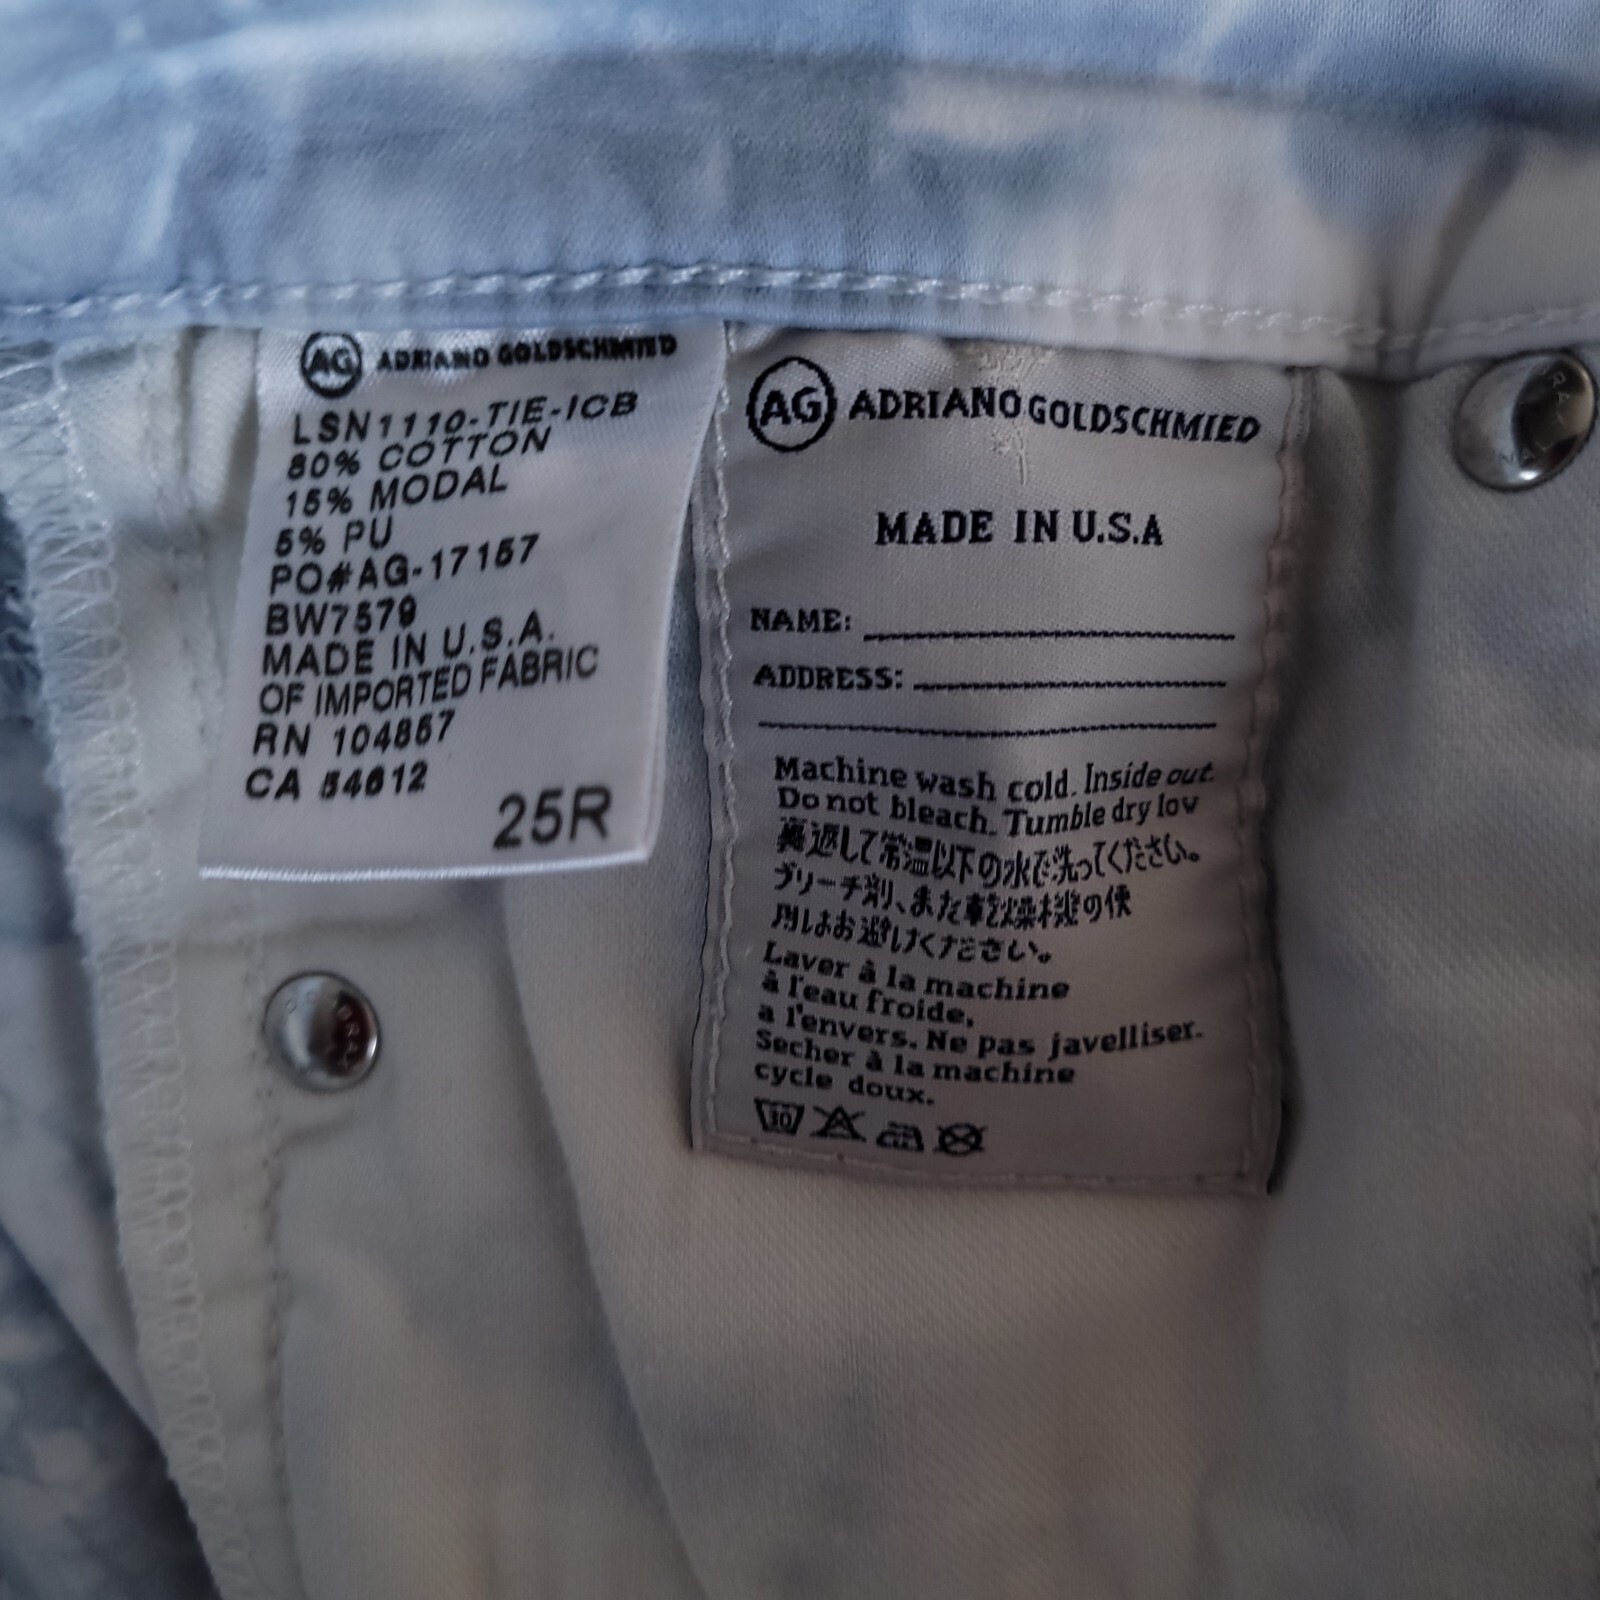 AG ADRIANO GOLDSCHMIED
LSN1110-TIE-ICB
80% COTTON
15% MODAL
5% PU
PO#AG-17157
BW7579
MADE IN U.S.A.
OF IMPORTED FABRIC
RN 104857
CA 54612
25R
AG ADRIANO GOLDSCHMIED
MADE IN U.S.A
NAME:
ADDRESS:
Machine wash cold. Inside out.
Do not bleach. Tumble dry low
裏返して常温以下の水で洗ってください。
ブリーチ剤、また乾燥機の使
用はお避けください。
Laver à la machine
à l'eau froide,
a l'envers. Ne pas javelliser.
Secher à la machine
cycle doux.
30